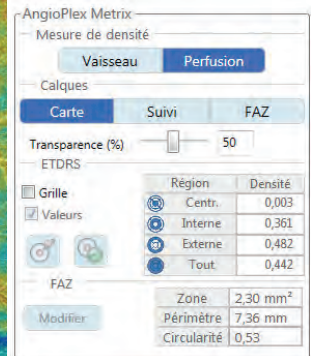 AngioPlex Metrix
Mesure de densité
Vaisseau Perfusion
Calques
Carte Suivi FAZ
Transparence (%) 50
ETDRS
Grille
Valeurs
Région Densité
Centr. 0,003
Interne 0,361
Externe 0,482
Tout 0,442
FAZ
Modifier
Zone 2,30 mm²
Périmètre 7,36 mm
Circularité 0,53